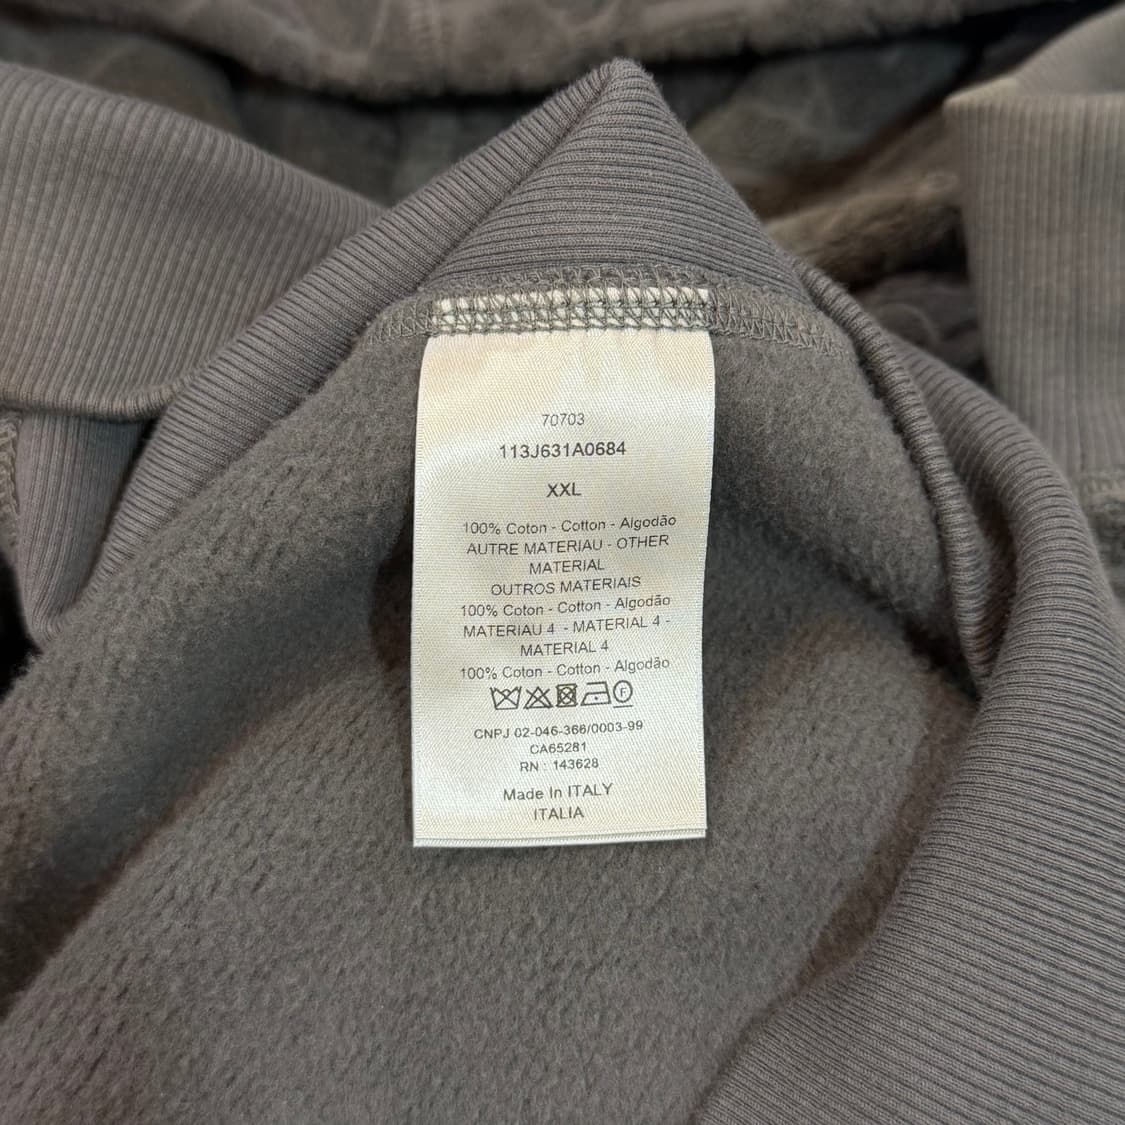 70703
113J631A0684
XXL
100% Coton - Cotton - Algodão
AUTRE MATERIAU - OTHER
MATERIAL
OUTROS MATERIAIS
100% Coton - Cotton - Algodão
MATERIAU 4 - MATERIAL 4 -
MATERIAL 4
100% Coton - Cotton - Algodão
F
CNPJ 02-046-366/0003-99
CA65281
RN : 143628
Made In ITALY
ITALIA